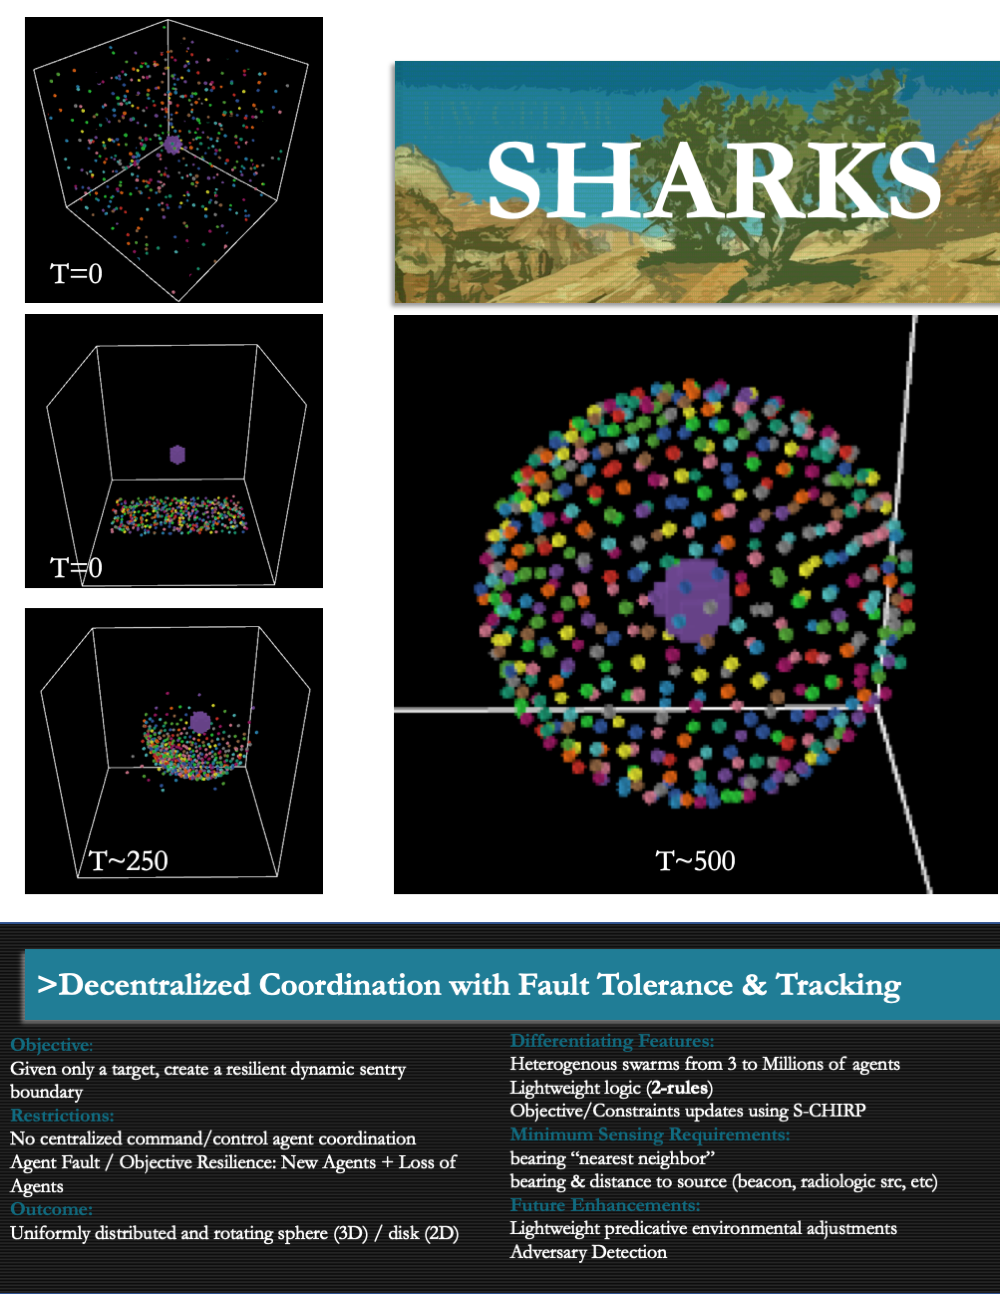 T=0
SHARKS
T=0
T~250
T~500
>Decentralized Coordination with Fault Tolerance & Tracking
Objective:
Given only a target, create a resilient dynamic sentry
boundary
Restrictions:
No centralized command/control agent coordination
Agent Fault / Objective Resilience: New Agents + Loss of
Agents
Outcome:
Uniformly distributed and rotating sphere (3D) / disk (2D)
Differentiating Features:
Heterogenous swarms from 3 to Millions of agents
Lightweight logic (2-rules)
Objective/Constraints updates using S-CHIRP
Minimum Sensing Requirements:
bearing “nearest neighbor”
bearing & distance to source (beacon, radiologic src, etc)
Future Enhancements:
Lightweight predicative environmental adjustments
Adversary Detection